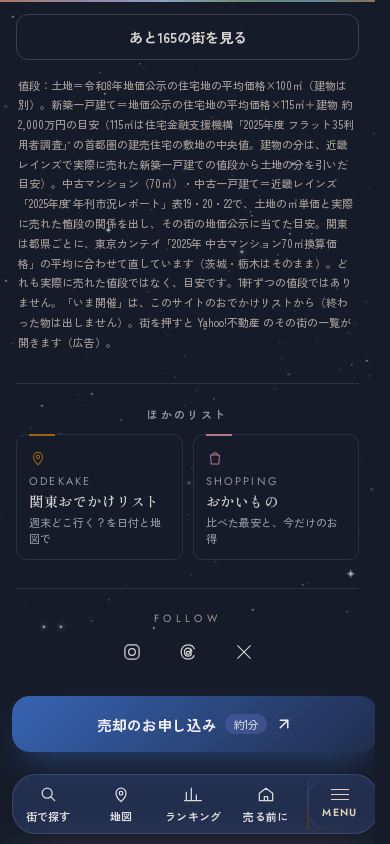 あと165の街を見る
値段：土地＝令和8年地価公示の住宅地の平均価格×100㎡（建物は
別）。新築一戸建て＝地価公示の住宅地の平均価格×115㎡＋建物 約
2,000万円の目安（115㎡は住宅金融支援機構「2025年度 フラット35利
用者調査」の首都圏の建売住宅の敷地の中央値。建物の分は、近畿
レインズで実際に売れた新築一戸建ての値段から土地の分を引いた
目安）。中古マンション（70㎡）・中古一戸建て＝近畿レインズ
「2025年度 年刊市況レポート」表19・20・22で、土地の㎡単価と実際
に売れた値段の関係を出し、その街の地価公示に当てた目安。関東
は都県ごとに、東京カンテイ「2025年 中古マンション70㎡換算価
格」の平均に合わせて直しています（茨城・栃木はそのまま）。ど
れも実際に売れた値段ではなく、目安です。1軒ずつの値段ではあり
ません。「いま開催」は、このサイトのおでかけリストから（終わ
った物は出しません）。街を押すと Yahoo!不動産 のその街の一覧が
開きます（広告）。
ほかのリスト
ODEKAKE
関東おでかけリスト
週末どこ行く？を日付と地
図で
SHOPPING
おかいもの
比べた最安と、今だけのお
得
FOLLOW
売却のお申し込み 約1分
街で探す 地図 ランキング 売る前に MENU